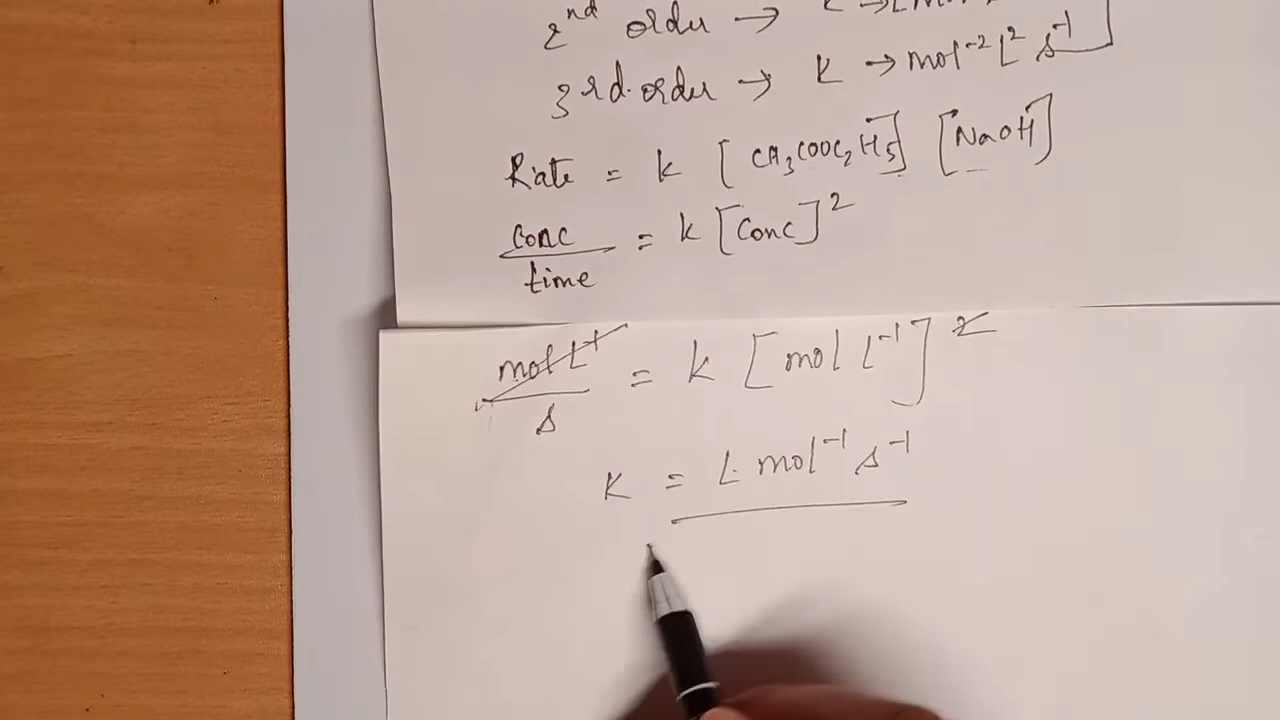 2nd order → K →
3rd order → K → mol⁻² L² s⁻¹
Rate = k [CH3COOC2H5] [NaOH]
conc/time = k [Conc]²
mol L⁻¹/s = k [mol L⁻¹]²
K = L mol⁻¹ s⁻¹